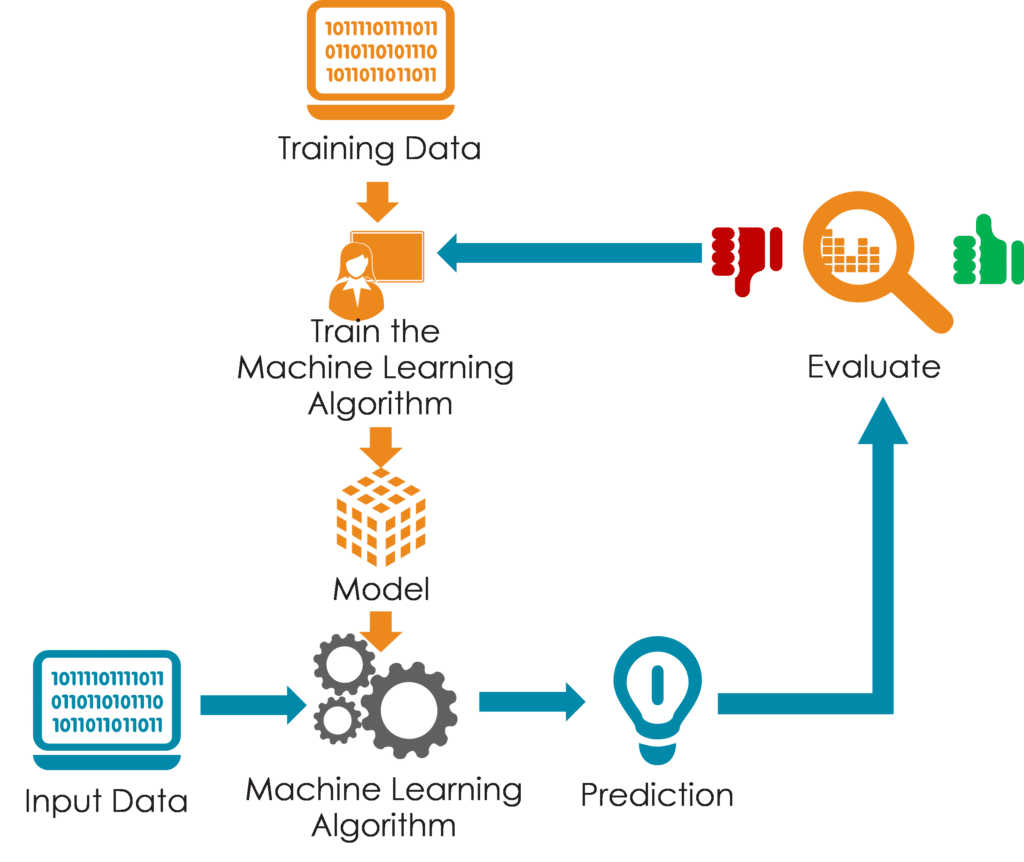 10111101111011
0110110101110
1011011011011
Training Data
Train the
Machine Learning
Algorithm
Evaluate
Model
10111101111011
0110110101110
1011011011011
Input Data
Machine Learning
Algorithm
Prediction